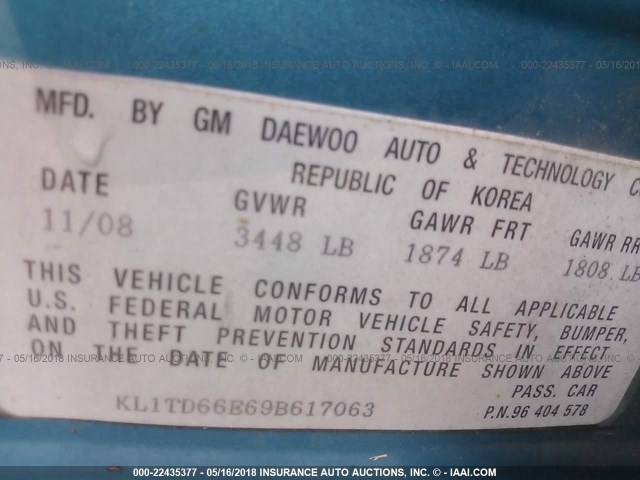 MFD. BY GM DAEWOO AUTO & TECHNOLOGY
REPUBLIC OF KOREA
DATE GVWR GAWR FRT GAWR RR
11/08 3448 LB 1874 LB 1808 LB
THIS VEHICLE CONFORMS TO ALL APPLICABLE
U.S. FEDERAL MOTOR VEHICLE SAFETY, BUMPER,
AND THEFT PREVENTION STANDARDS IN EFFECT
ON THE DATE OF MANUFACTURE SHOWN ABOVE
PASS. CAR
KL1TD66E69B617063 P.N.96 404 578
000-22435377 - 05/16/2018 INSURANCE AUTO AUCTIONS, INC. - © IAAI.COM